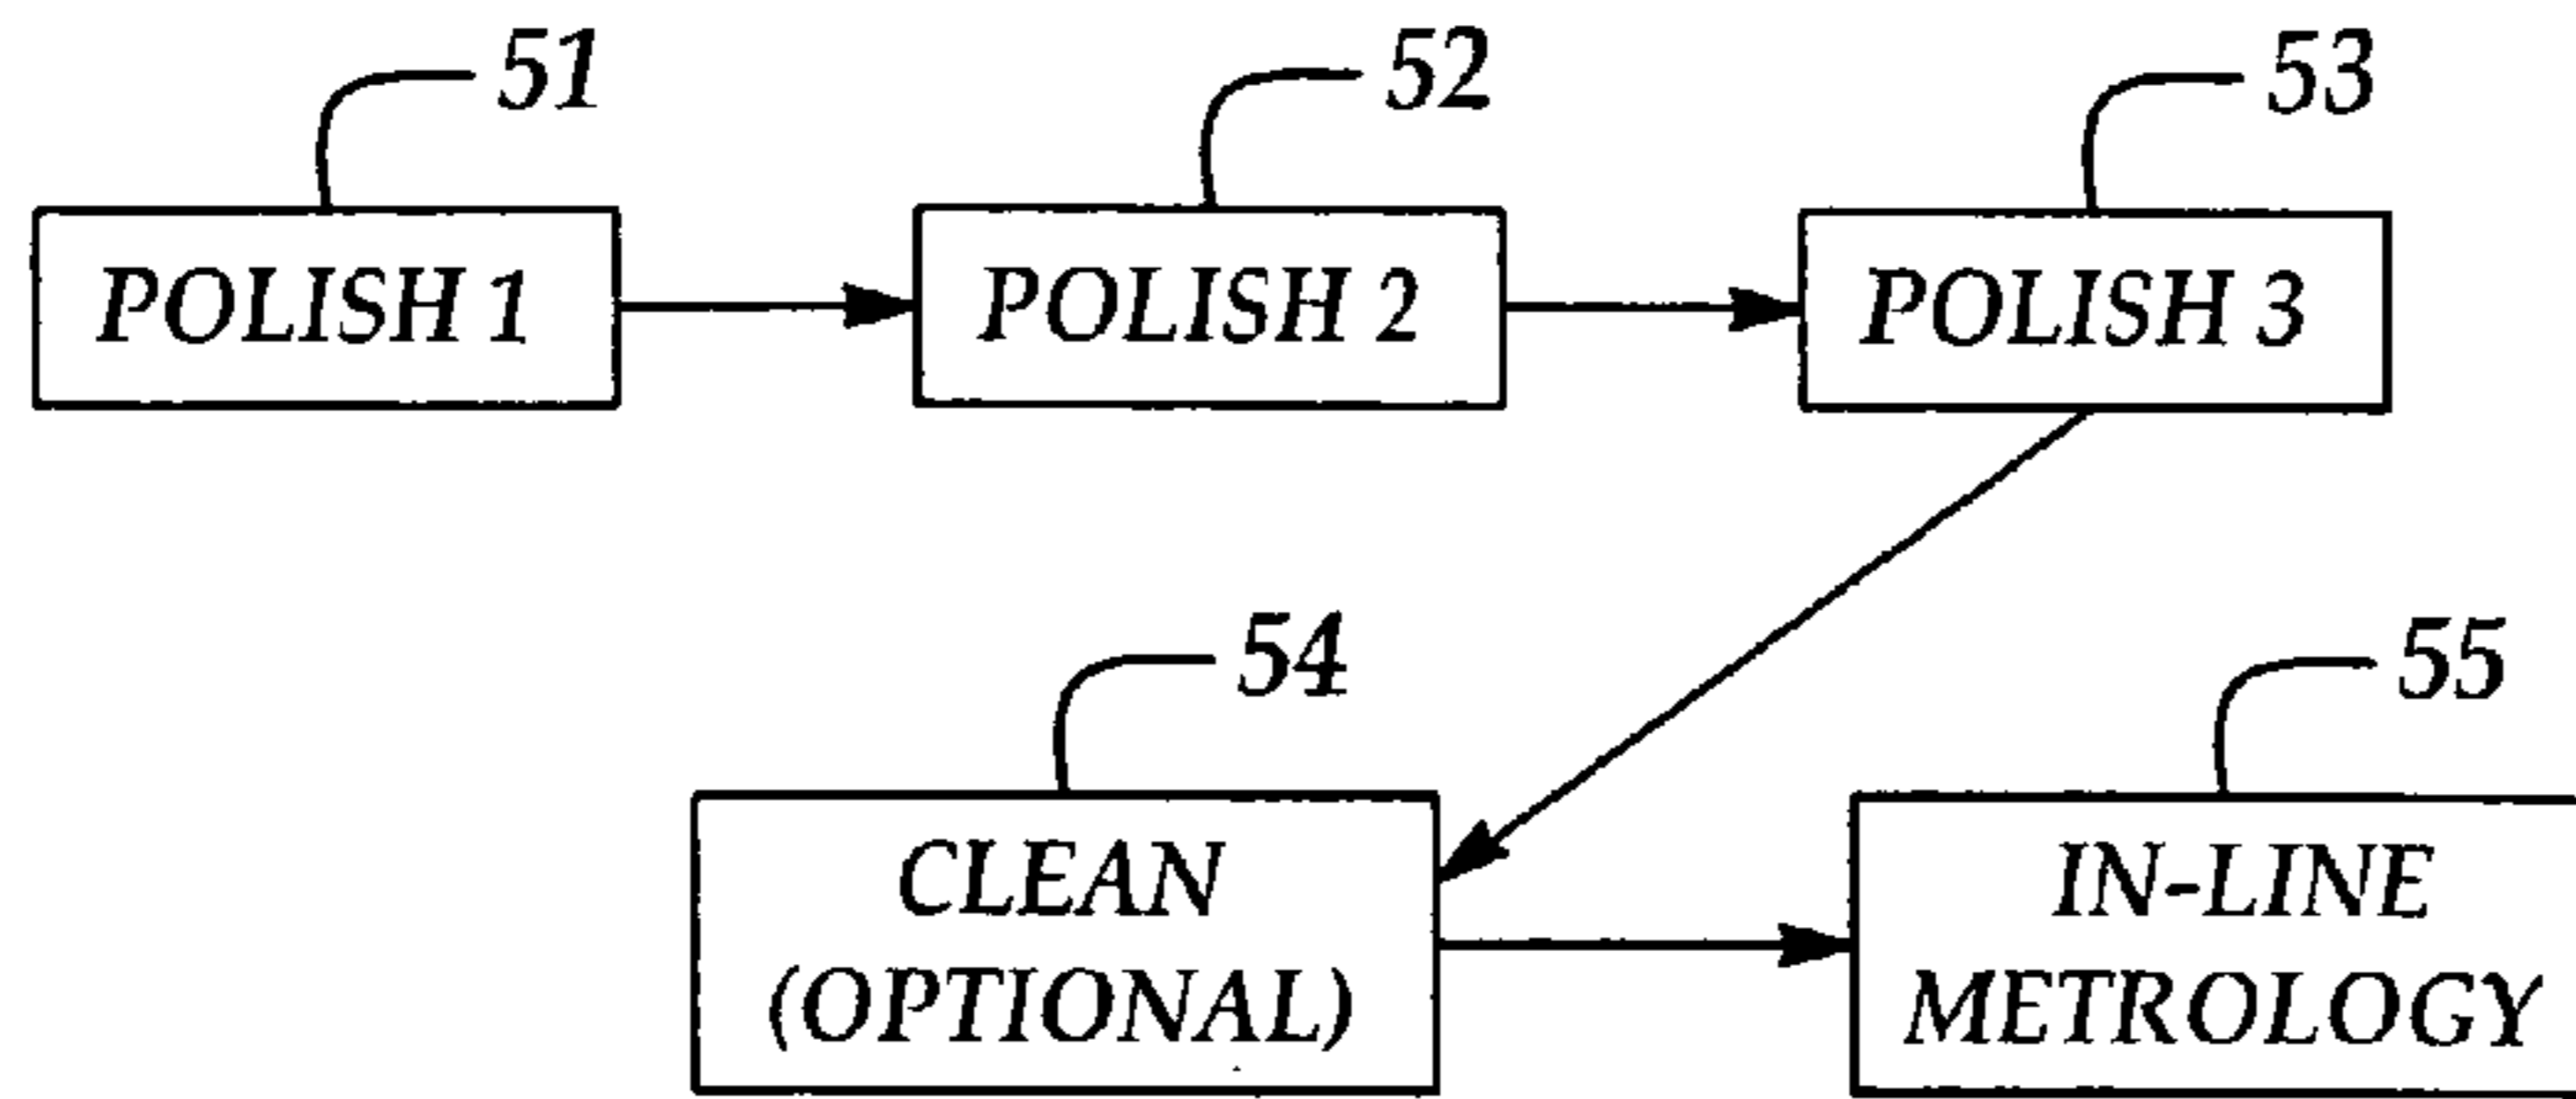 51
52
53
POLISH 1
POLISH 2
POLISH 3
54
55
CLEAN
(OPTIONAL)
IN-LINE
METROLOGY